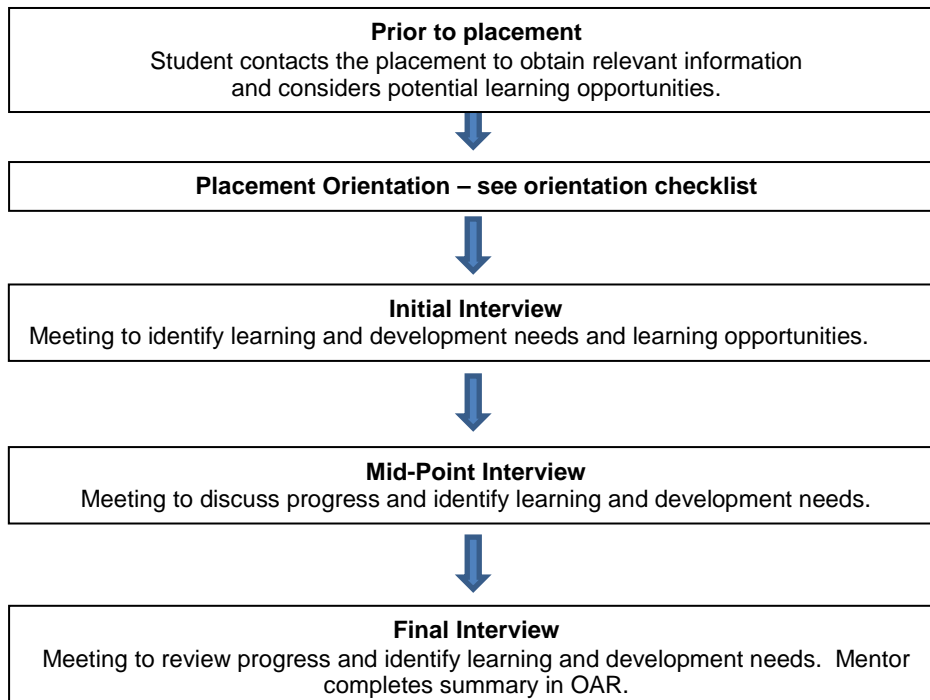 Prior to placement
Student contacts the placement to obtain relevant information
and considers potential learning opportunities.
Placement Orientation – see orientation checklist
Initial Interview
Meeting to identify learning and development needs and learning opportunities.
Mid-Point Interview
Meeting to discuss progress and identify learning and development needs.
Final Interview
Meeting to review progress and identify learning and development needs.  Mentor
completes summary in OAR.